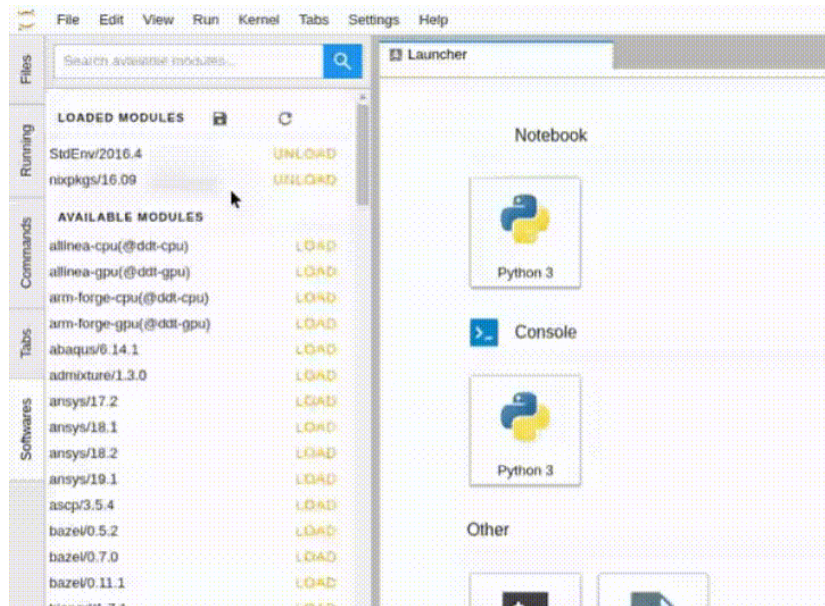 File Edit View Run Kernel Tabs Settings Help
Files
Running
Commands
Tabs
Softwares
Search available modules...
LOADED MODULES
StdEnv/2016.4 UNLOAD
nixpkgs/16.09 UNLOAD
AVAILABLE MODULES
allinea-cpu(@ddt-cpu) LOAD
allinea-gpu(@ddt-gpu) LOAD
arm-forge-cpu(@ddt-cpu) LOAD
arm-forge-gpu(@ddt-gpu) LOAD
abaqus/6.14.1 LOAD
admixture/1.3.0 LOAD
ansys/17.2 LOAD
ansys/18.1 LOAD
ansys/18.2 LOAD
ansys/19.1 LOAD
ascp/3.5.4 LOAD
bazel/0.5.2 LOAD
bazel/0.7.0 LOAD
bazel/0.11.1 LOAD
Launcher
Notebook
Python 3
Console
Python 3
Other